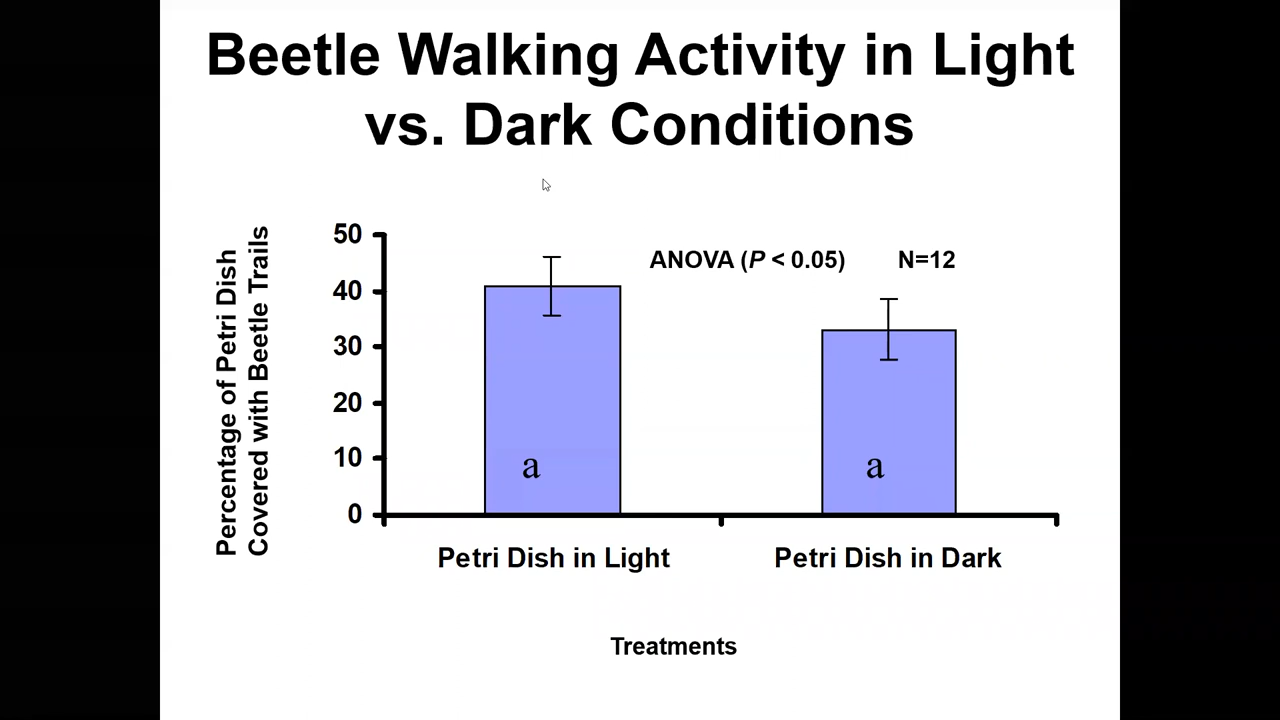 Beetle Walking Activity in Light
vs. Dark Conditions
Percentage of Petri Dish
Covered with Beetle Trails
50
40
30
20
10
0
ANOVA (P < 0.05)
N=12
a
a
Petri Dish in Light
Petri Dish in Dark
Treatments